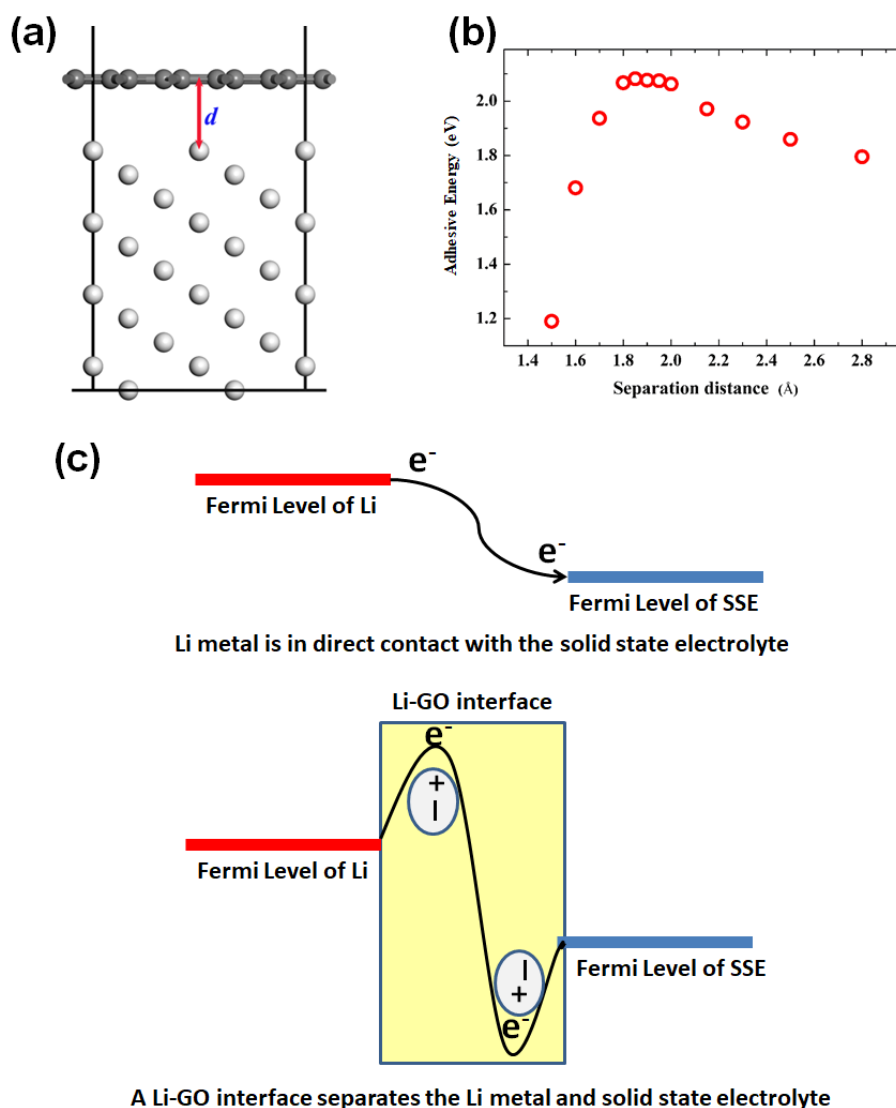 (a)
d
(b)
Adhesive Energy (eV)
2.0
1.8
1.6
1.4
1.2
1.4 1.6 1.8 2.0 2.2 2.4 2.6 2.8
Separation distance (Å)
(c)
e-
Fermi Level of Li
e-
Fermi Level of SSE
Li metal is in direct contact with the solid state electrolyte
Li-GO interface
e-
+
–
Fermi Level of Li
–
+
e-
Fermi Level of SSE
A Li-GO interface separates the Li metal and solid state electrolyte